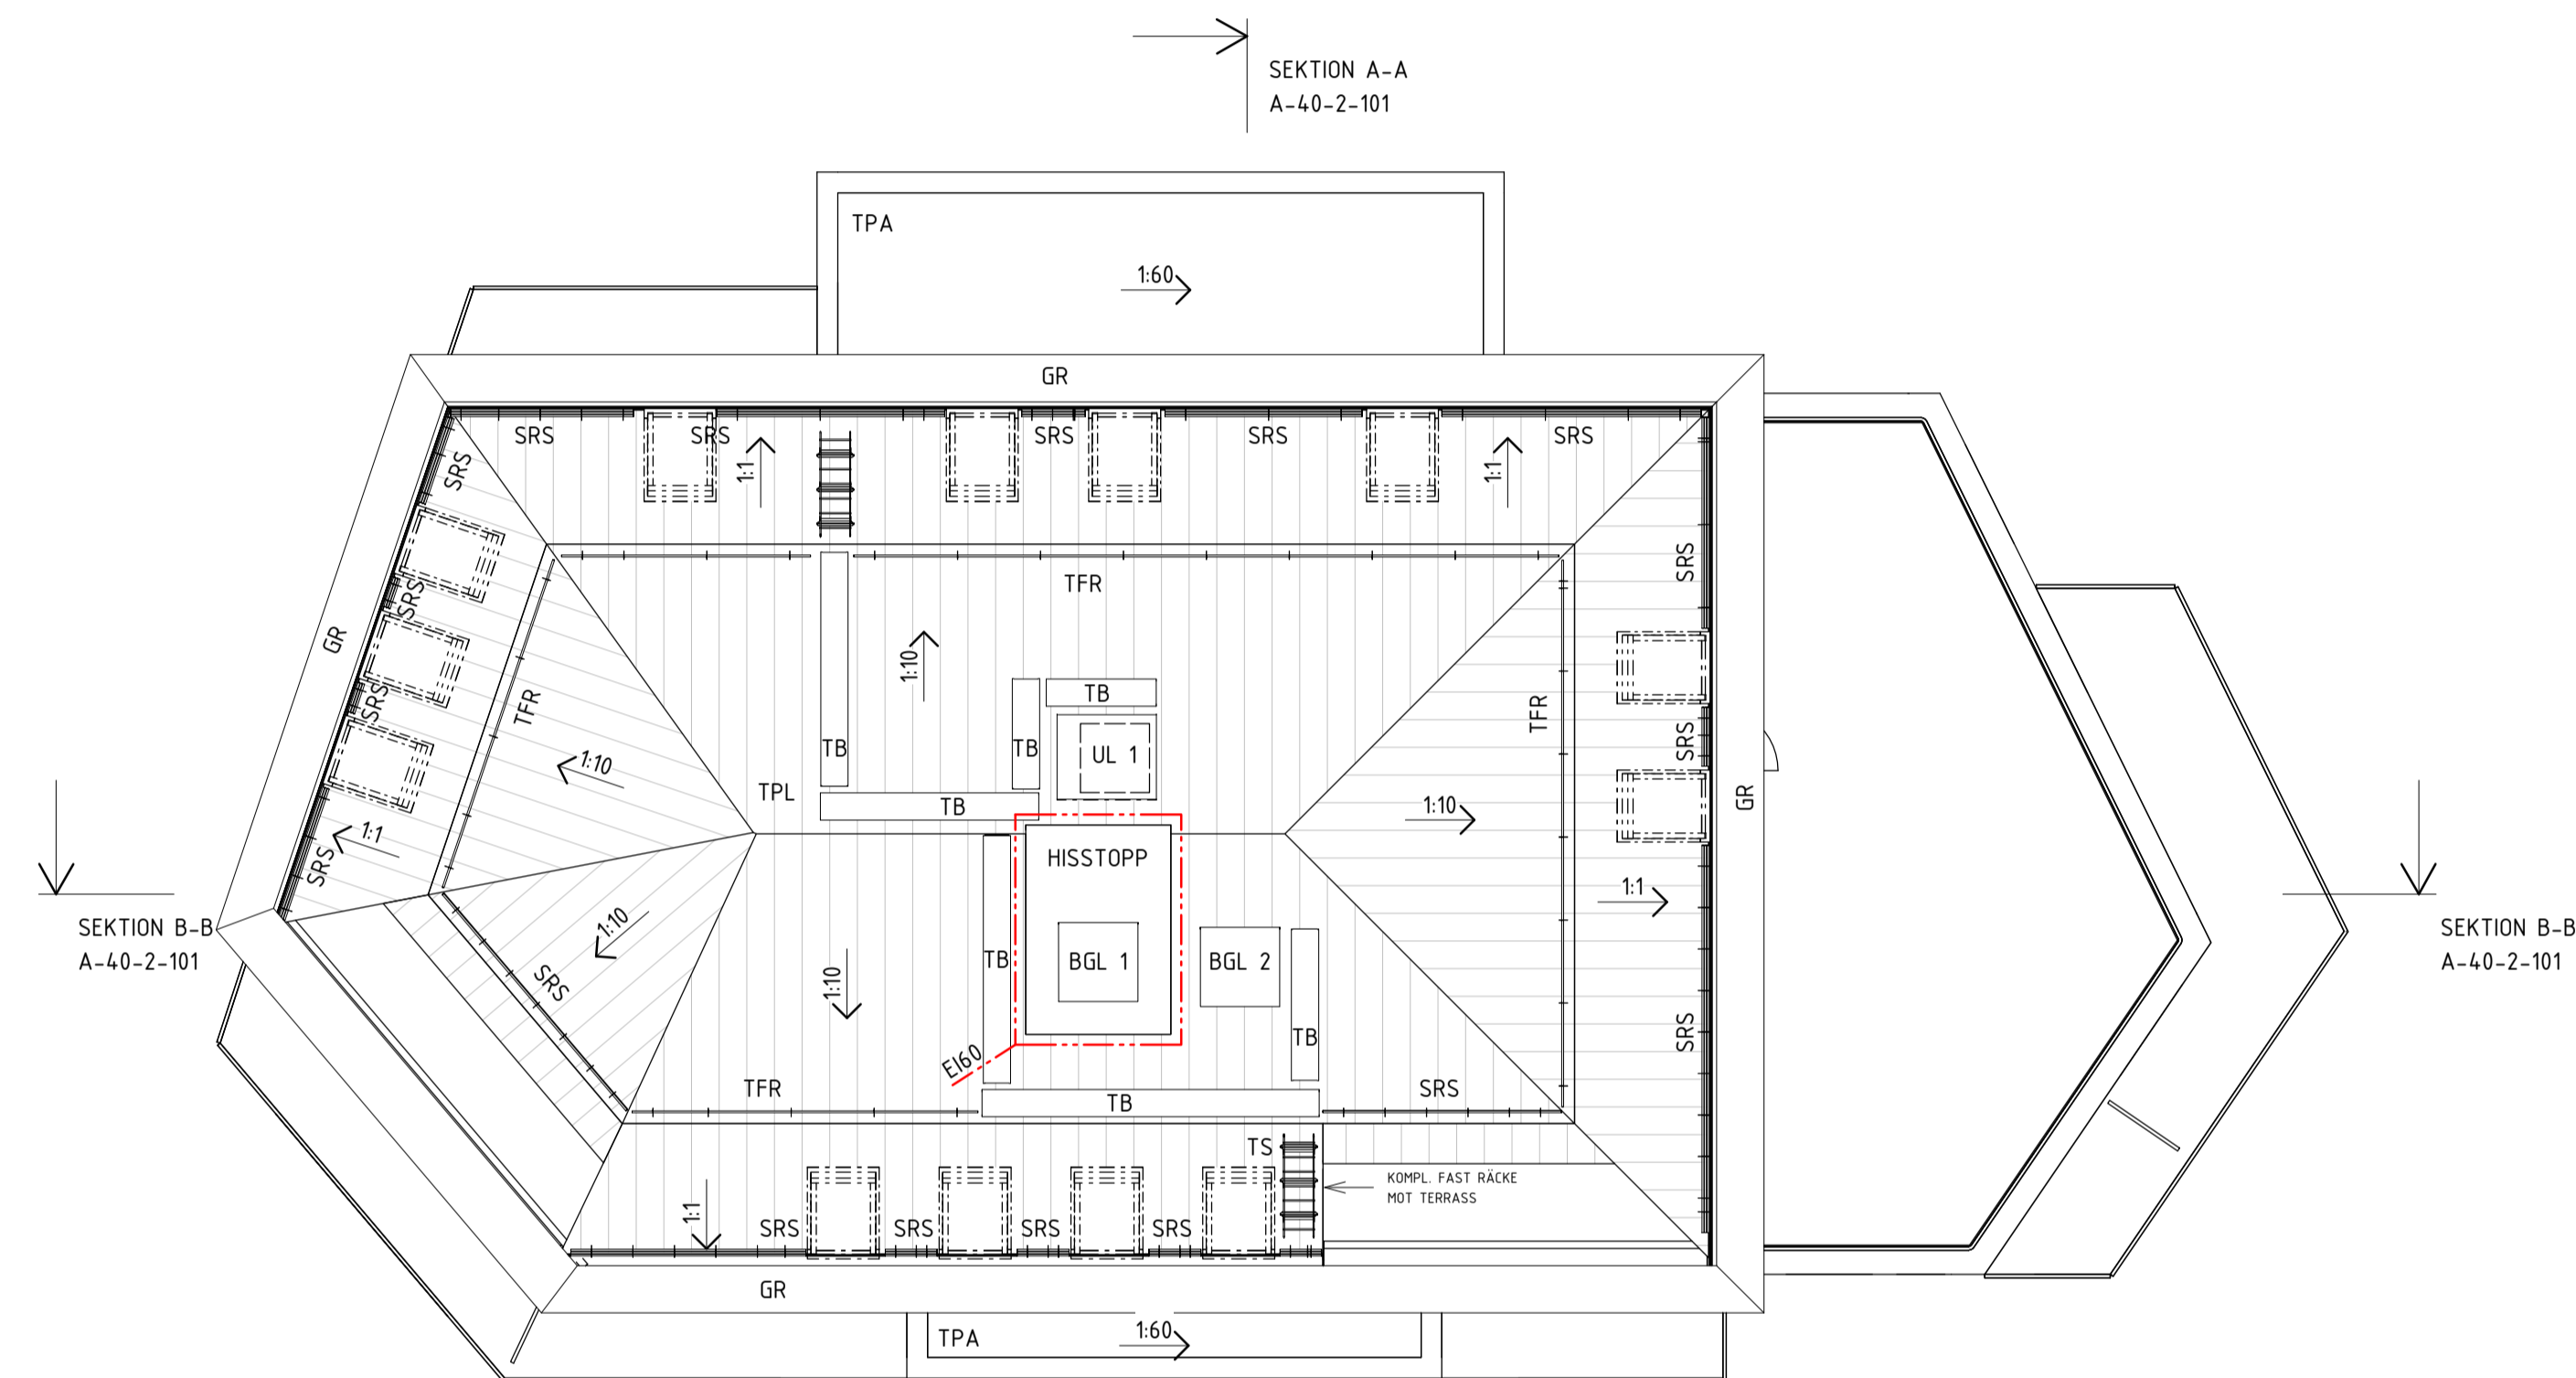 SEKTION A-A
A-40-2-101
TPA
1:60
GR
SRS
SRS
SRS
SRS
SRS
1:1
1:1
SRS
SRS
SRS
SRS
GR
TFR
TFR
TFR
SRS
SRS
SRS
GR
1:10
1:10
1:10
1:1
1:1
TB
TB
TB
UL 1
TPL
TB
HISSTOPP
BGL 1
BGL 2
TB
TB
EI60
1:10
1:10
SRS
SEKTION B-B
A-40-2-101
SEKTION B-B
A-40-2-101
TFR
TB
SRS
TS
KOMPL. FAST RÄCKE
MOT TERRASS
1:1
SRS
SRS
SRS
SRS
GR
TPA
1:60